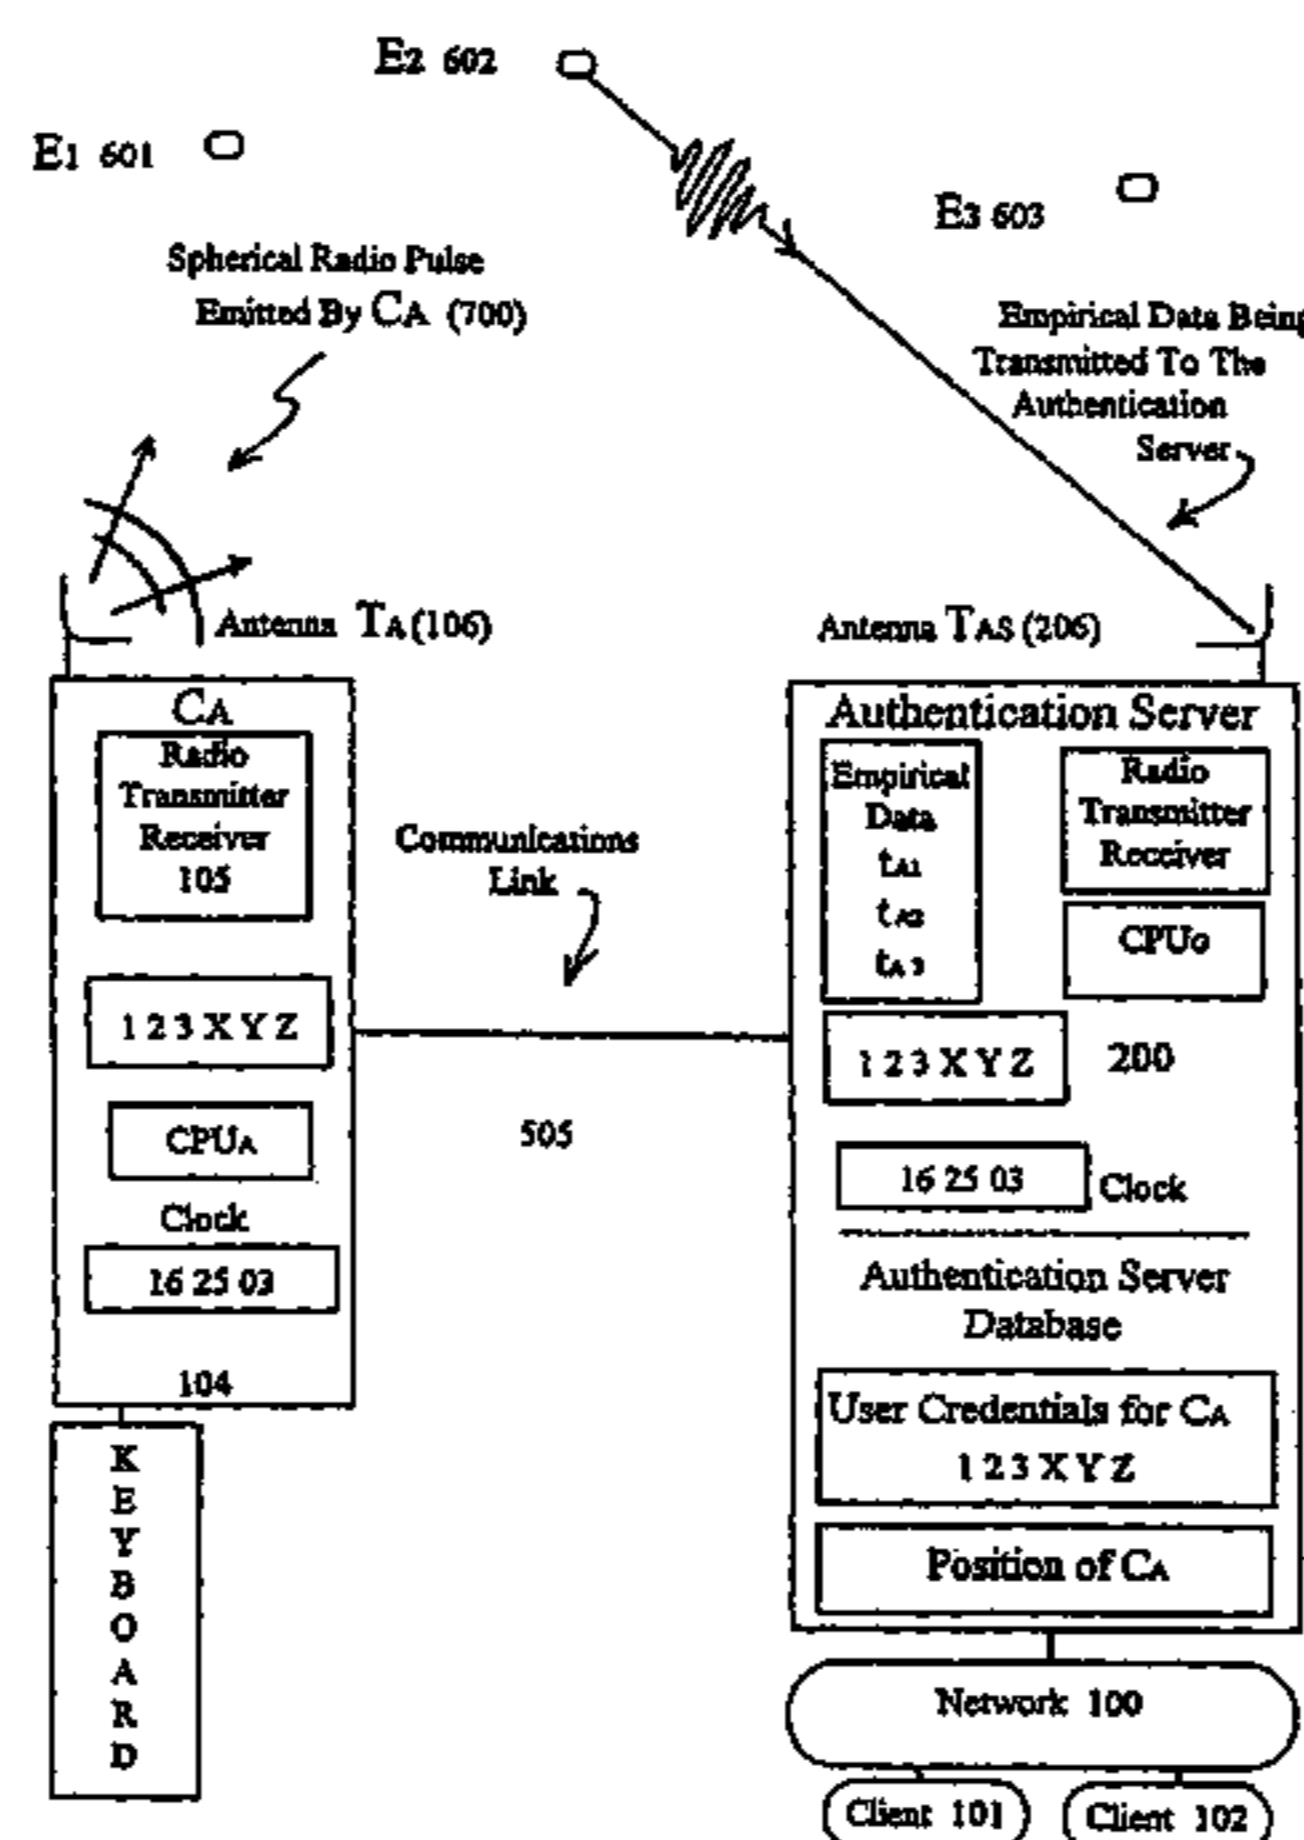 E2 602
E1 601
E3 603
Spherical Radio Pulse
Emitted By CA (700)
Empirical Data Being
Transmitted To The
Authentication
Server
Antenna TA (106)
Antenna TAS (206)
CA
Radio
Transmitter
Receiver
105
1 2 3 X Y Z
CPUA
Clock
16 25 03
104
K
E
Y
B
O
A
R
D
Communications
Link
505
Authentication Server
Empirical
Data
tA1
tA2
tA3
Radio
Transmitter
Receiver
CPUO
1 2 3 X Y Z
200
16 25 03
Clock
Authentication Server
Database
User Credentials for CA
1 2 3 X Y Z
Position of CA
Network 100
Client 101
Client 102